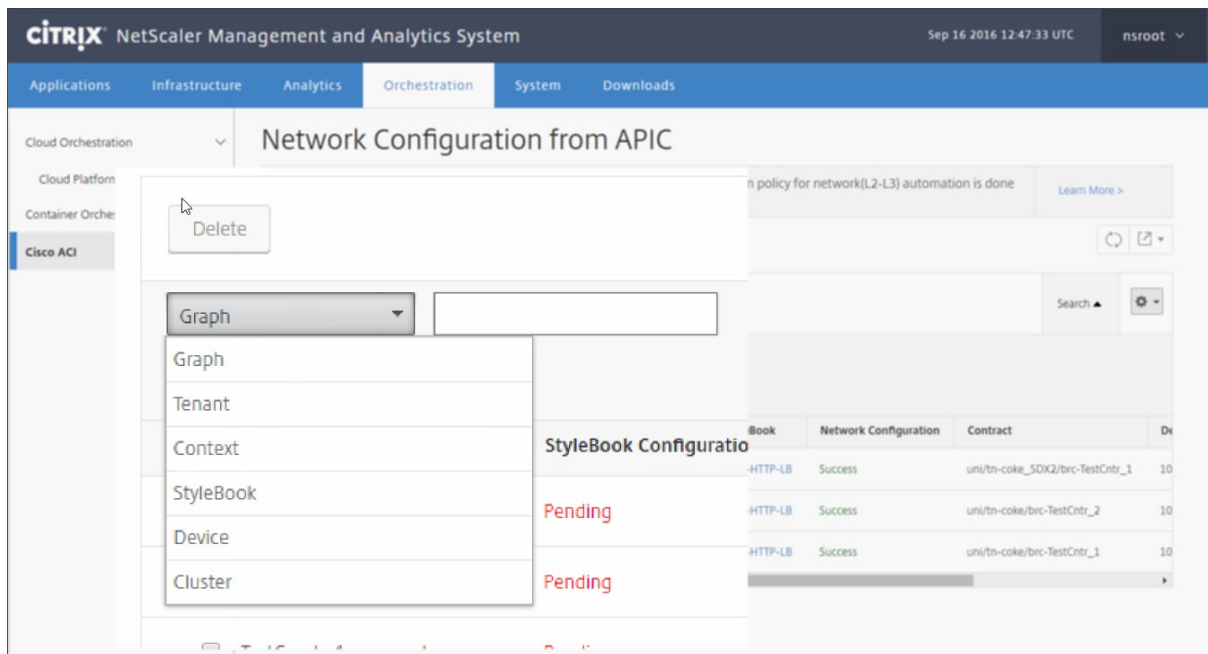 CİTRIX NetScaler Management and Analytics System
Sep 16 2016 12:47:33 UTC
nsroot
Applications Infrastructure Analytics Orchestration System Downloads
Cloud Orchestration
Network Configuration from APIC
Cloud Platforn
policy for network(L2-L3) automation is done
Learn More >
Container Orche
Cisco ACI
Delete
Search
Graph
Graph
Tenant
Context
StyleBook
Device
Cluster
StyleBook Configuratio
Book Network Configuration Contract De
-HTTP-LB Success uni/tn-coke_SDX2/brc-TestCntr_1 10
Pending
-HTTP-LB Success uni/tn-coke/brc-TestCntr_2 10
-HTTP-LB Success uni/tn-coke/brc-TestCntr_1 10
Pending